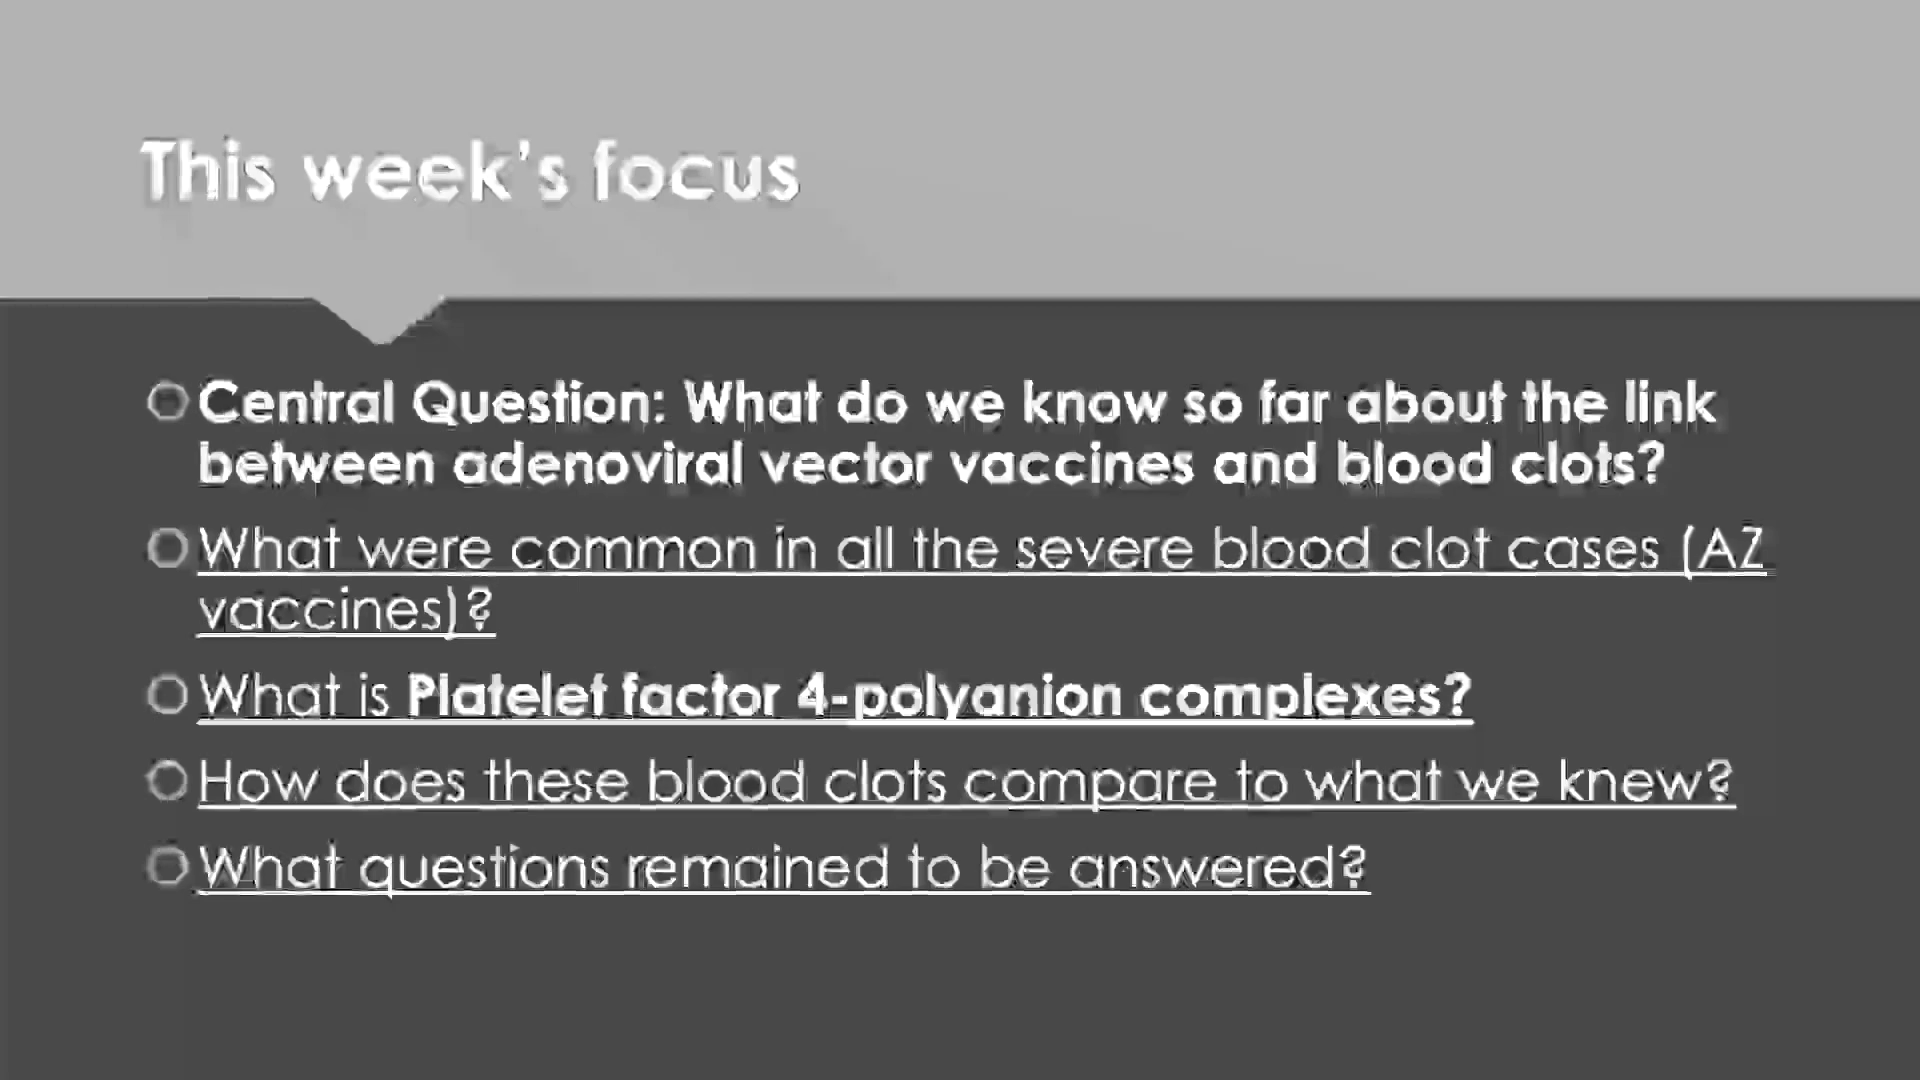 This week's focus
Central Question: What do we know so far about the link
between adenoviral vector vaccines and blood clots?
What were common in all the severe blood clot cases (AZ
vaccines)?
What is Platelet factor 4-polyanion complexes?
How does these blood clots compare to what we knew?
What questions remained to be answered?